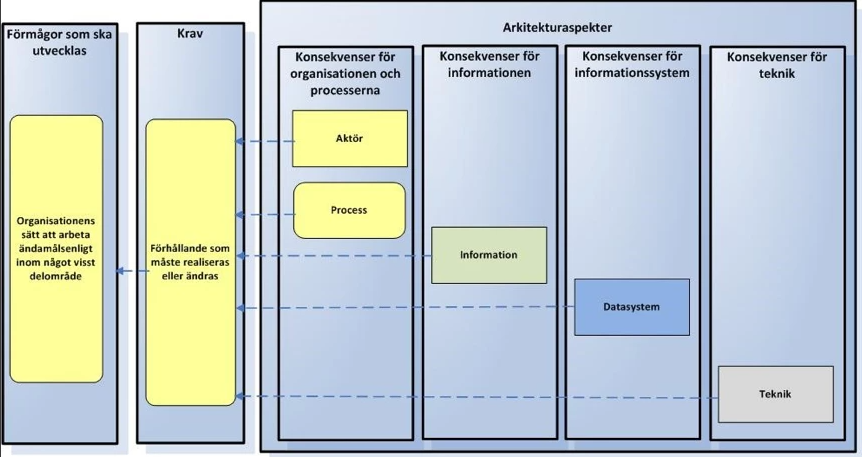 Förmågor som ska
utvecklas
Organisationens
sätt att arbeta
ändamålsenligt
inom något visst
delområde
Krav
Förhållande som
måste realiseras
eller ändras
Arkitekturaspekter
Konsekvenser för
organisationen och
processerna
Aktör
Process
Konsekvenser för
informationen
Information
Konsekvenser för
informationssystem
Datasystem
Konsekvenser för
teknik
Teknik